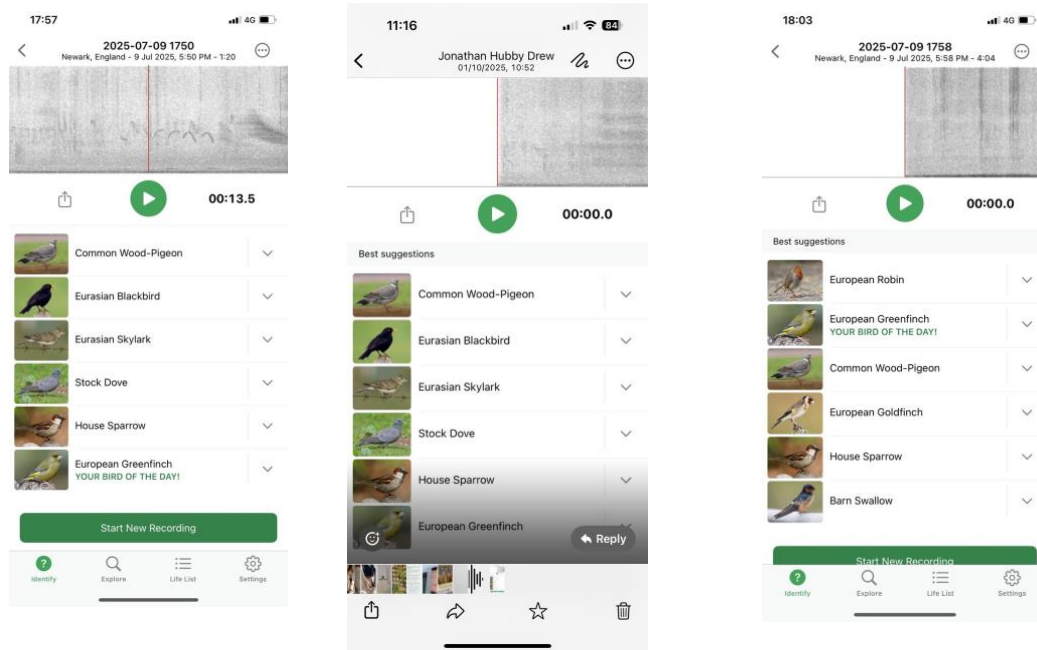 17:57
4G
2025-07-09 1750
Newark, England - 9 Jul 2025, 5:50 PM - 1:20
00:13.5
Common Wood-Pigeon
Eurasian Blackbird
Eurasian Skylark
Stock Dove
House Sparrow
European Greenfinch
YOUR BIRD OF THE DAY!
Start New Recording
Identify
Explore
Life List
Settings
11:16
84
Jonathan Hubby Drew
01/10/2025, 10:52
00:00.0
Best suggestions
Common Wood-Pigeon
Eurasian Blackbird
Eurasian Skylark
Stock Dove
House Sparrow
European Greenfinch
Reply
18:03
4G
2025-07-09 1758
Newark, England - 9 Jul 2025, 5:58 PM - 4:04
00:00.0
Best suggestions
European Robin
European Greenfinch
YOUR BIRD OF THE DAY!
Common Wood-Pigeon
European Goldfinch
House Sparrow
Barn Swallow
Start New Recording
Identify
Explore
Life List
Settings